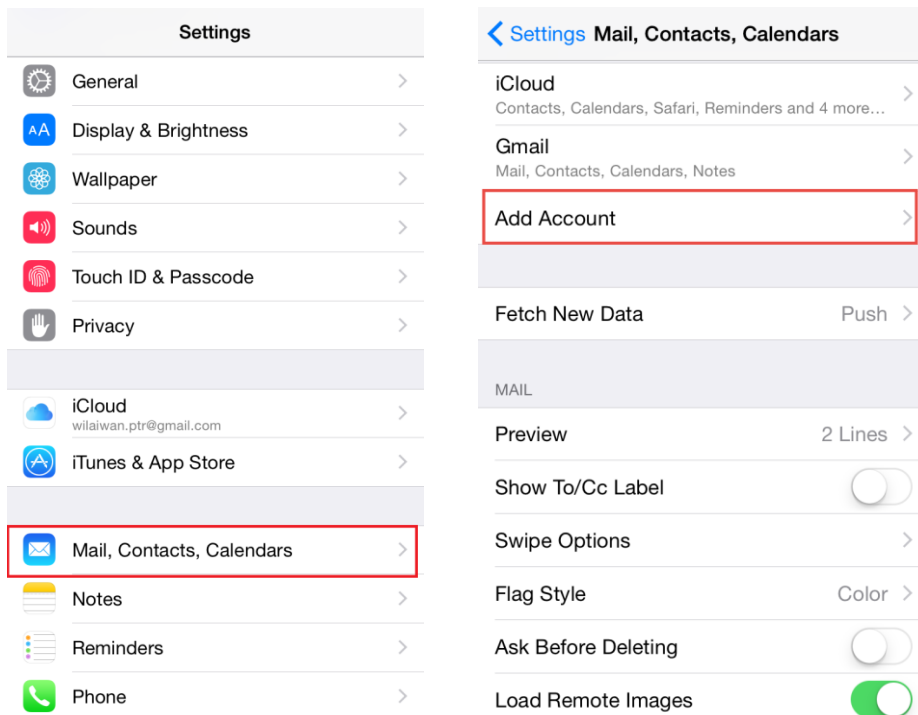 Settings
General
AA Display & Brightness
Wallpaper
Sounds
Touch ID & Passcode
Privacy
iCloud
wilaiwan.ptr@gmail.com
iTunes & App Store
Mail, Contacts, Calendars
Notes
Reminders
Phone
Settings Mail, Contacts, Calendars
iCloud
Contacts, Calendars, Safari, Reminders and 4 more...
Gmail
Mail, Contacts, Calendars, Notes
Add Account
Fetch New Data Push
MAIL
Preview 2 Lines
Show To/Cc Label
Swipe Options
Flag Style Color
Ask Before Deleting
Load Remote Images